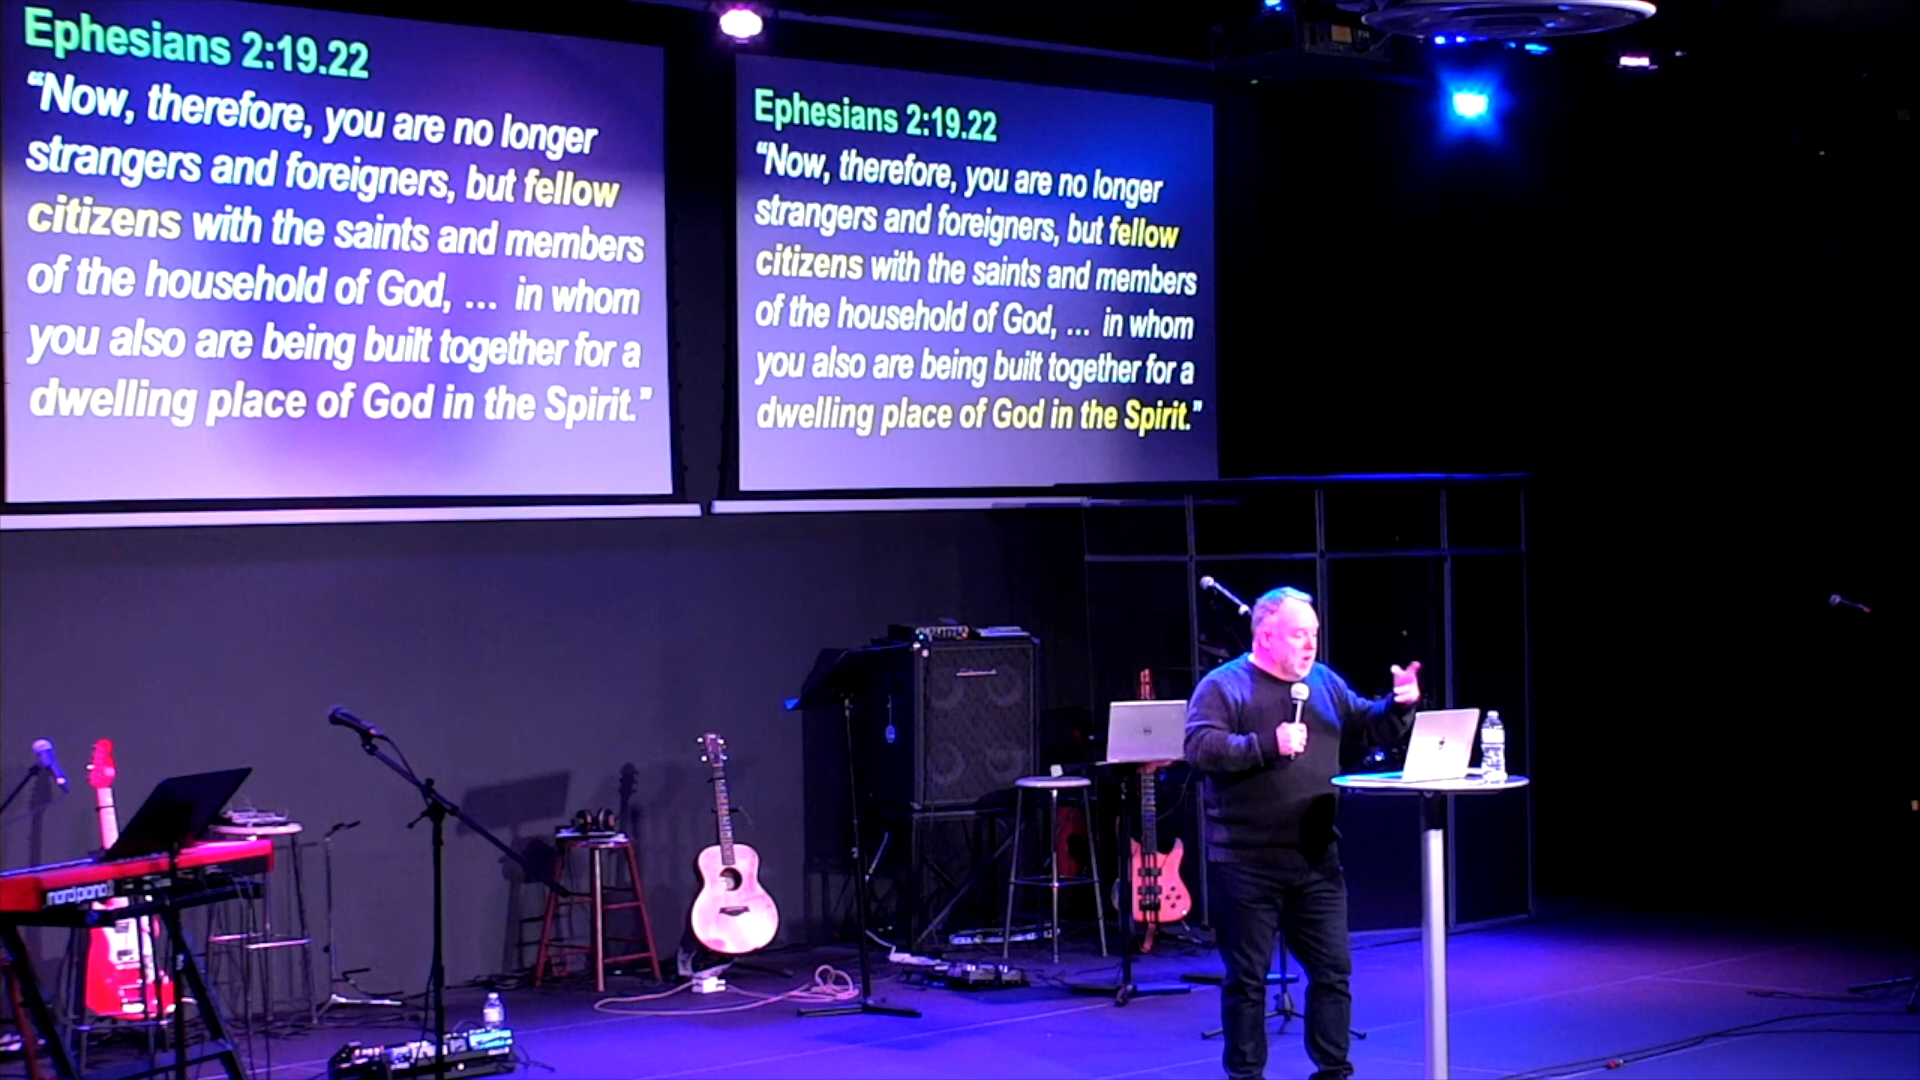 Ephesians 2:19.22
“Now, therefore, you are no longer
strangers and foreigners, but fellow
citizens with the saints and members
of the household of God, ... in whom
you also are being built together for a
dwelling place of God in the Spirit.”
Ephesians 2:19.22
“Now, therefore, you are no longer
strangers and foreigners, but fellow
citizens with the saints and members
of the household of God, ... in whom
you also are being built together for a
dwelling place of God in the Spirit.”
nord piano